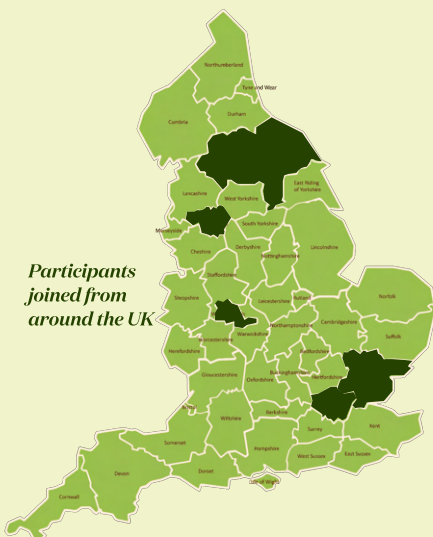 Northumberland
Tyne and Wear
Cumbria
Durham
Lancashire
West Yorkshire
East Riding
of Yorkshire
Merseyside
South Yorkshire
Cheshire
Derbyshire
Nottinghamshire
Lincolnshire
Participants
joined from
around the UK
Staffordshire
Shropshire
Leicestershire
Rutland
Norfolk
Cambridgeshire
Suffolk
Northamptonshire
Warwickshire
Worcestershire
Herefordshire
Bedfordshire
Buckinghamshire
Hertfordshire
Gloucestershire
Oxfordshire
Bristol
Wiltshire
Berkshire
Surrey
Kent
Somerset
Hampshire
West Sussex
East Sussex
Devon
Dorset
Isle of Wight
Cornwall